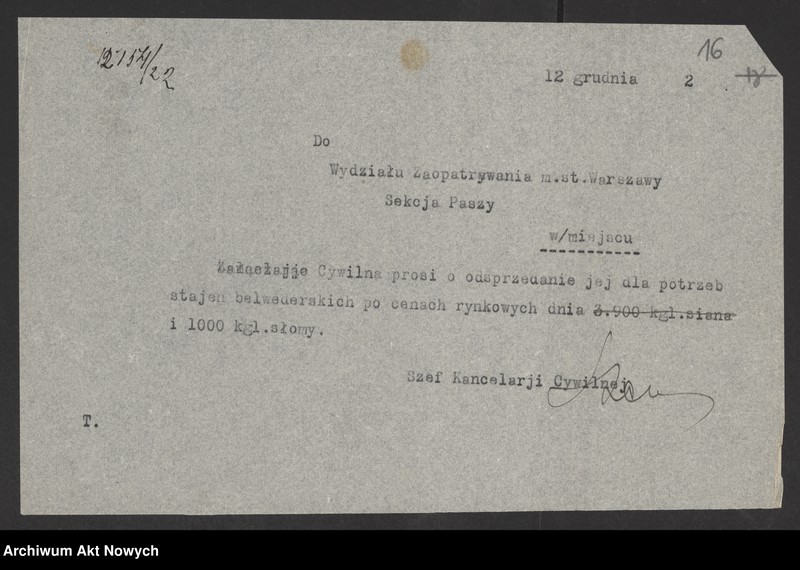 16
2154/22
12 grudnia 2
Do
Wydziału Zaopatrywania m.st.Warszawy
Sekcja Paszy
w/miejscu
Cywilna prosi o odsprzedanie jej dla potrzeb
stajen belwederskich po cenach rynkowych dnia 3.900 kgl.siana
i 1000 kgl.słomy.
Szef Kancelarji Cywilnej
T.
Archiwum Akt Nowych